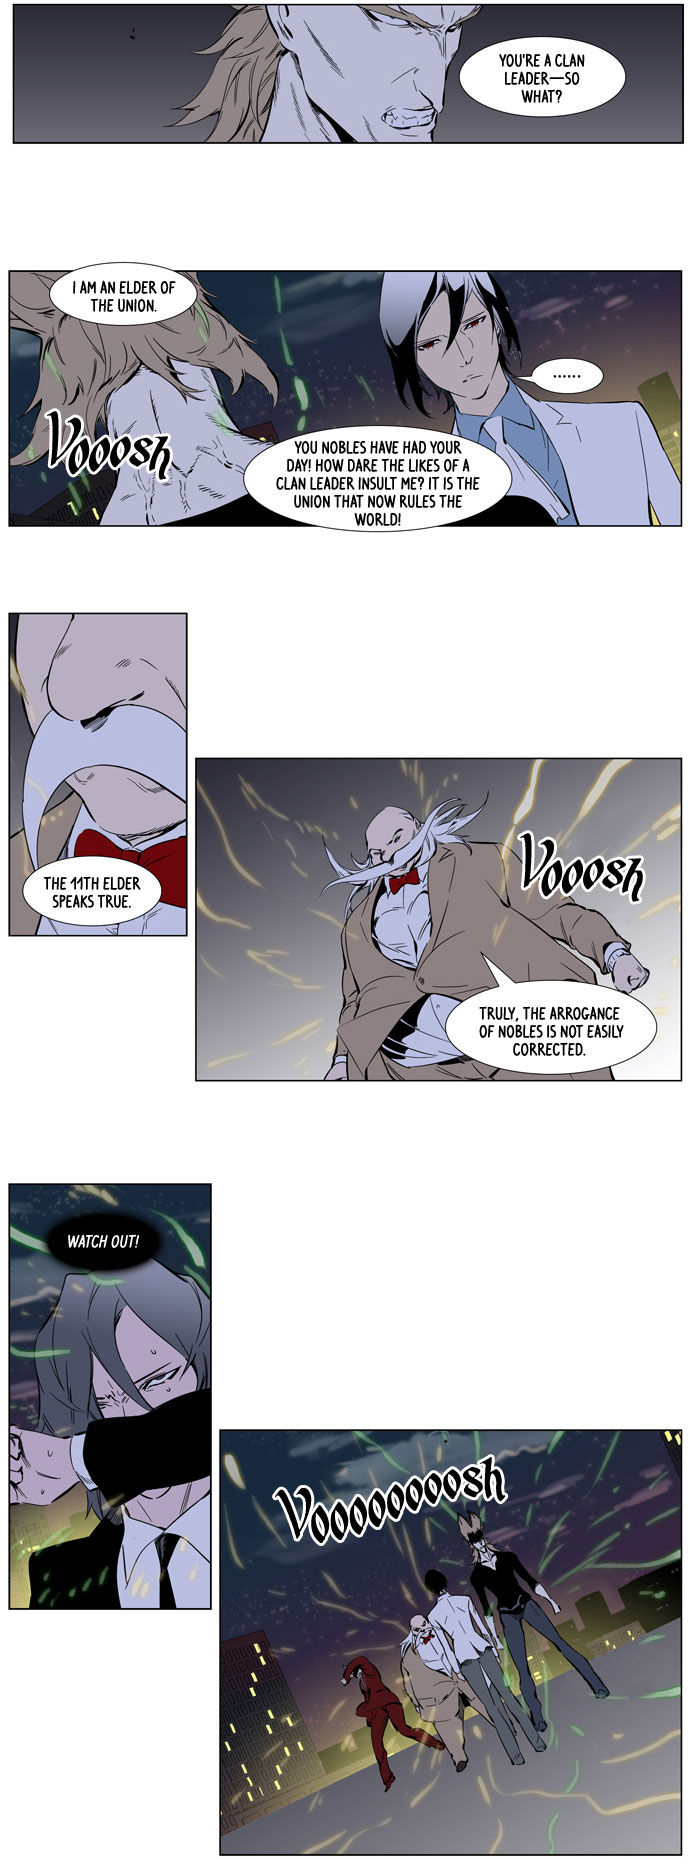 YOU'RE A CLAN
LEADER—SO
WHAT?
I AM AN ELDER OF
THE UNION.
......
VOOOSH
YOU NOBLES HAVE HAD YOUR
DAY! HOW DARE THE LIKES OF A
CLAN LEADER INSULT ME? IT IS THE
UNION THAT NOW RULES THE
WORLD!
THE 11TH ELDER
SPEAKS TRUE.
VOOOSH
TRULY, THE ARROGANCE
OF NOBLES IS NOT EASILY
CORRECTED.
WATCH OUT!
VOOOOOOOOSH